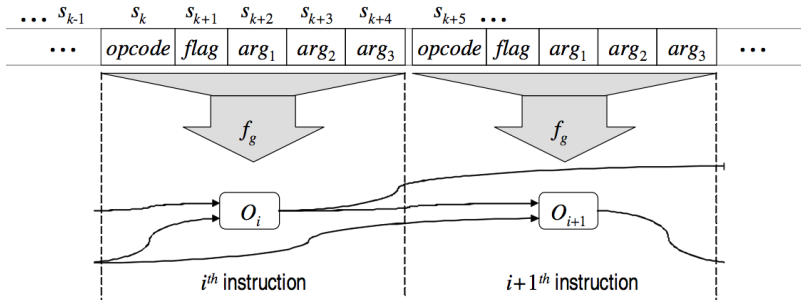 ... s_{k-1} s_k s_{k+1} s_{k+2} s_{k+3} s_{k+4} s_{k+5} ...
... opcode flag arg_1 arg_2 arg_3 opcode flag arg_1 arg_2 arg_3 ...
f_g f_g
O_i O_{i+1}
i^{th} instruction i+1^{th} instruction